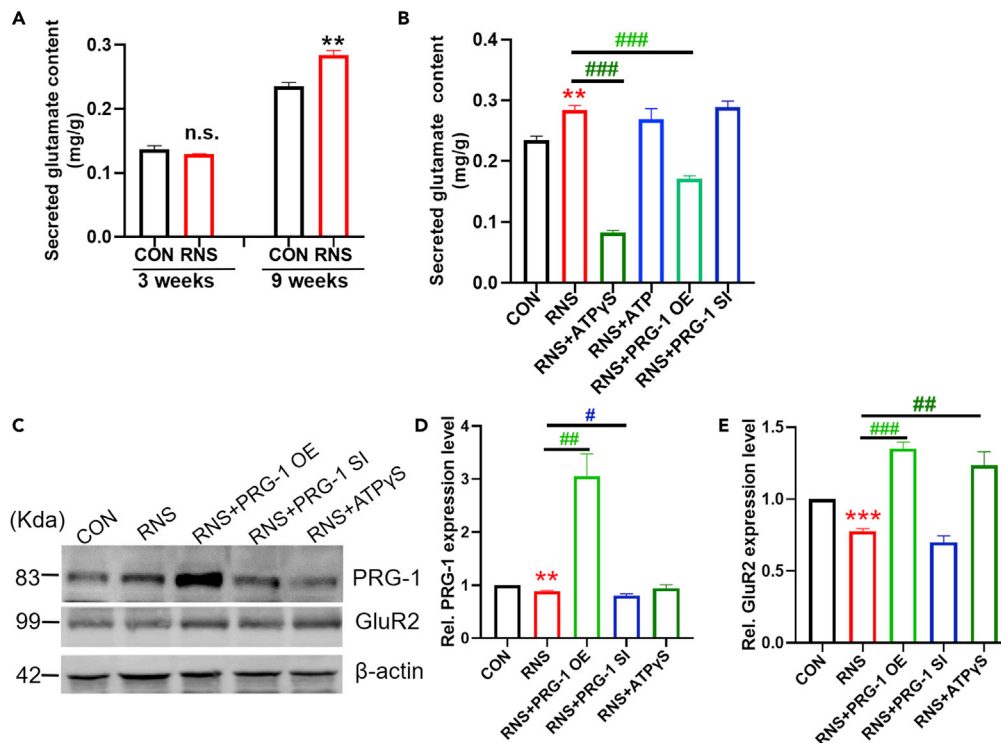 A
Secreted glutamate content
(mg/g)
0.3
0.2
0.1
0.0
n.s.
**
CON RNS
CON RNS
3 weeks
9 weeks
B
Secreted glutamate content
(mg/g)
0.4
0.3
0.2
0.1
0.0
###
###
**
CON
RNS
RNS+ATPγS
RNS+ATP
RNS+PRG-1 OE
RNS+PRG-1 SI
C
(Kda)
CON
RNS
RNS+PRG-1 OE
RNS+PRG-1 SI
RNS+ATPγS
83
PRG-1
99
GluR2
42
β-actin
D
Rel. PRG-1 expression level
4
3
2
1
0
#
##
**
CON
RNS
RNS+PRG-1 OE
RNS+PRG-1 SI
RNS+ATPγS
E
Rel. GluR2 expression level
1.5
1.0
0.5
0.0
##
###
***
CON
RNS
RNS+PRG-1 OE
RNS+PRG-1 SI
RNS+ATPγS